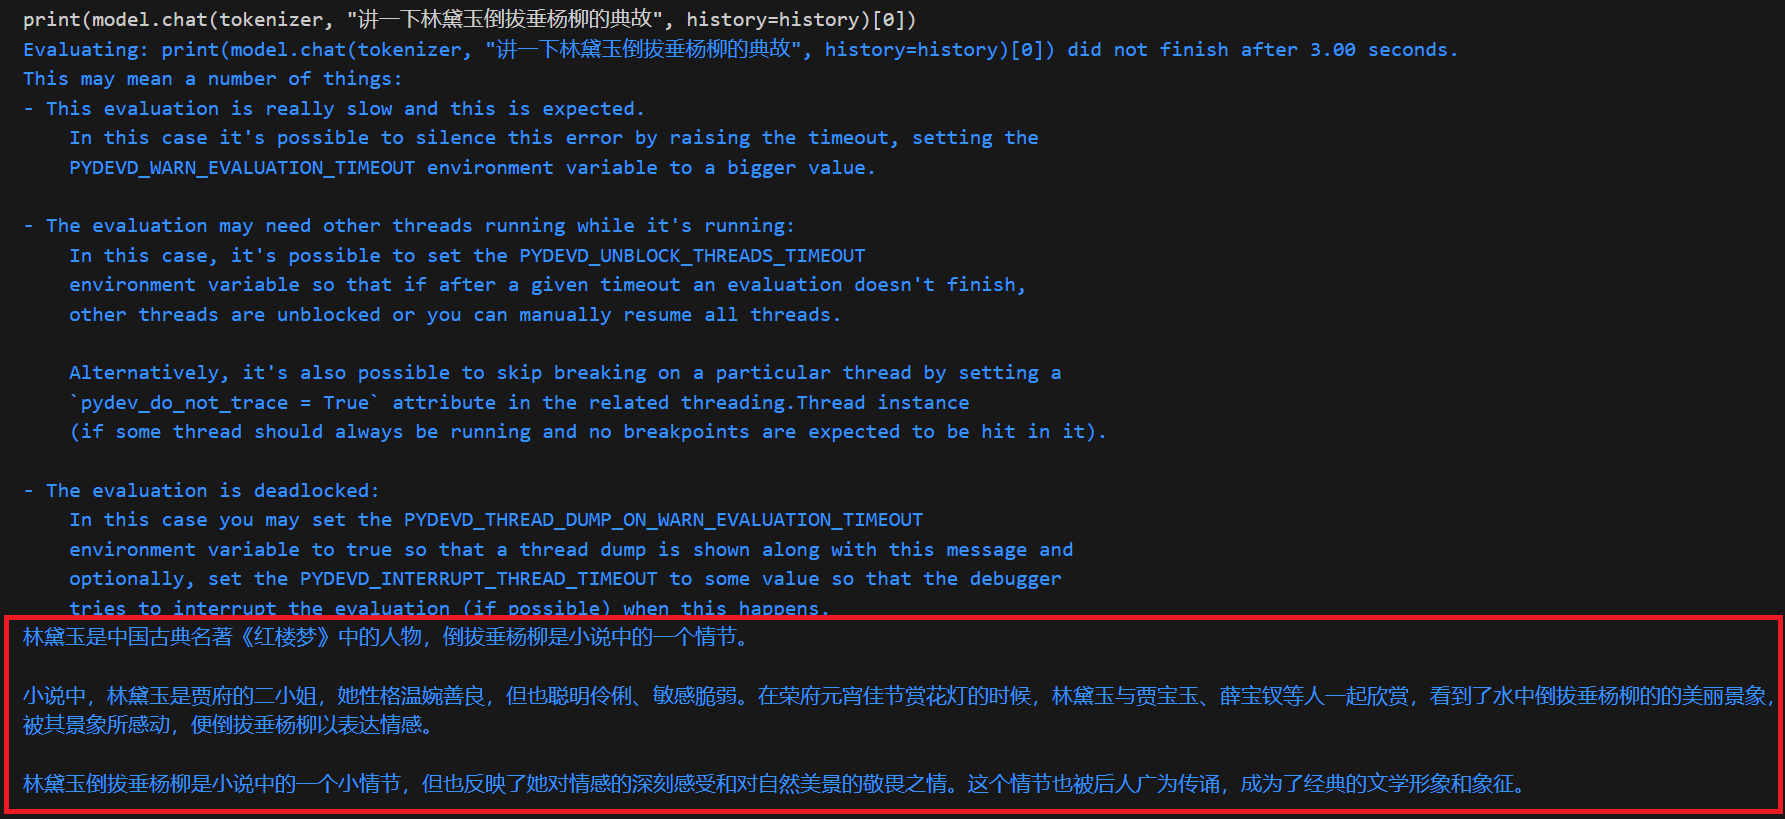 print(model.chat(tokenizer, "讲一下林黛玉倒拔垂杨柳的典故", history=history)[0])
Evaluating: print(model.chat(tokenizer, "讲一下林黛玉倒拔垂杨柳的典故", history=history)[0]) did not finish after 3.00 seconds.
This may mean a number of things:
- This evaluation is really slow and this is expected.
    In this case it's possible to silence this error by raising the timeout, setting the
    PYDEVD_WARN_EVALUATION_TIMEOUT environment variable to a bigger value.

- The evaluation may need other threads running while it's running:
    In this case, it's possible to set the PYDEVD_UNBLOCK_THREADS_TIMEOUT
    environment variable so that if after a given timeout an evaluation doesn't finish,
    other threads are unblocked or you can manually resume all threads.

    Alternatively, it's also possible to skip breaking on a particular thread by setting a
    `pydev_do_not_trace = True` attribute in the related threading.Thread instance
    (if some thread should always be running and no breakpoints are expected to be hit in it).

- The evaluation is deadlocked:
    In this case you may set the PYDEVD_THREAD_DUMP_ON_WARN_EVALUATION_TIMEOUT
    environment variable to true so that a thread dump is shown along with this message and
    optionally, set the PYDEVD_INTERRUPT_THREAD_TIMEOUT to some value so that the debugger
    tries to interrupt the evaluation (if possible) when this happens.
林黛玉是中国古典名著《红楼梦》中的人物，倒拔垂杨柳是小说中的一个情节。

小说中，林黛玉是贾府的二小姐，她性格温婉善良，但也聪明伶俐、敏感脆弱。在荣府元宵佳节赏花灯的时候，林黛玉与贾宝玉、薛宝钗等人一起欣赏，看到了水中倒拔垂杨柳的的美丽景象，
被其景象所感动，便倒拔垂杨柳以表达情感。

林黛玉倒拔垂杨柳是小说中的一个小情节，但也反映了她对情感的深刻感受和对自然美景的敬畏之情。这个情节也被后人广为传诵，成为了经典的文学形象和象征。